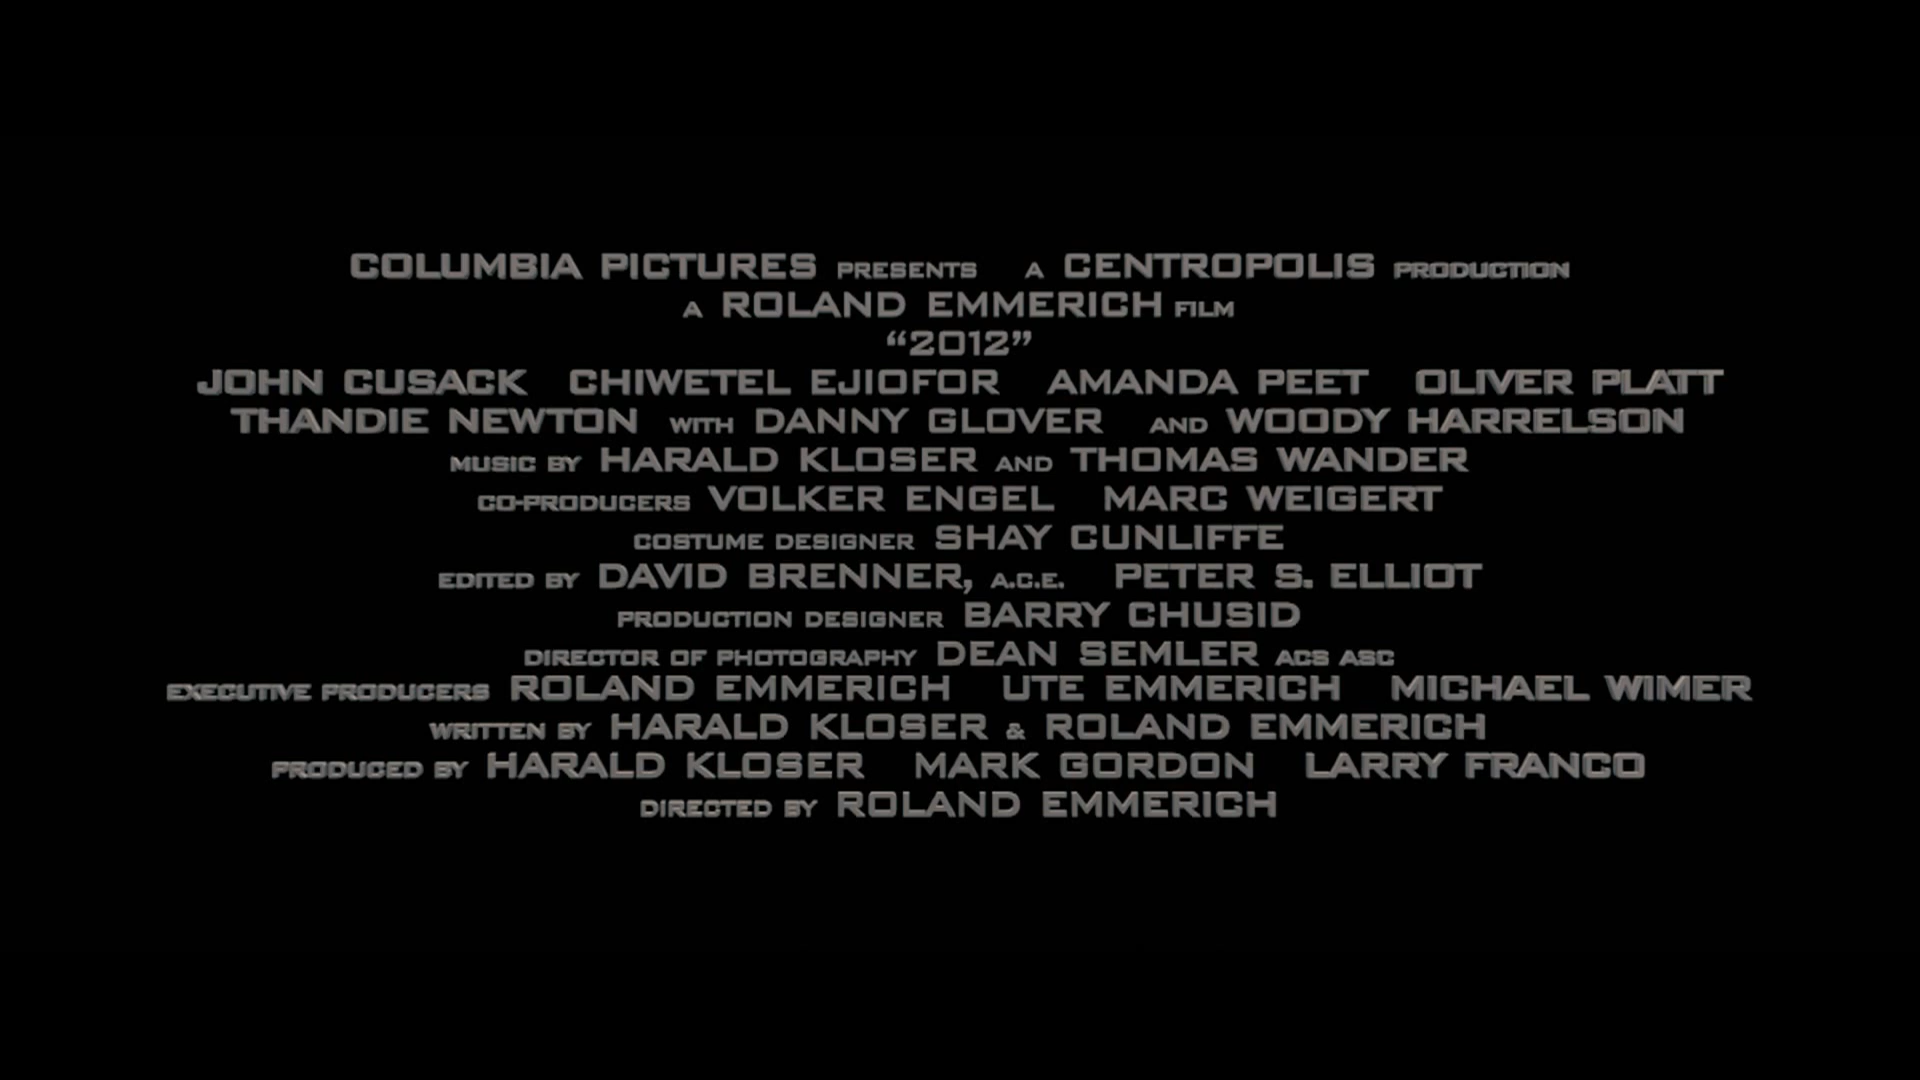 COLUMBIA PICTURES PRESENTS A CENTROPOLIS PRODUCTION
A ROLAND EMMERICH FILM
“2012”
JOHN CUSACK CHIWETEL EJIOFOR AMANDA PEET OLIVER PLATT
THANDIE NEWTON WITH DANNY GLOVER AND WOODY HARRELSON
MUSIC BY HARALD KLOSER AND THOMAS WANDER
CO-PRODUCERS VOLKER ENGEL MARC WEIGERT
COSTUME DESIGNER SHAY CUNLIFFE
EDITED BY DAVID BRENNER, A.C.E. PETER S. ELLIOT
PRODUCTION DESIGNER BARRY CHUSID
DIRECTOR OF PHOTOGRAPHY DEAN SEMLER ACS ASC
EXECUTIVE PRODUCERS ROLAND EMMERICH UTE EMMERICH MICHAEL WIMER
WRITTEN BY HARALD KLOSER & ROLAND EMMERICH
PRODUCED BY HARALD KLOSER MARK GORDON LARRY FRANCO
DIRECTED BY ROLAND EMMERICH